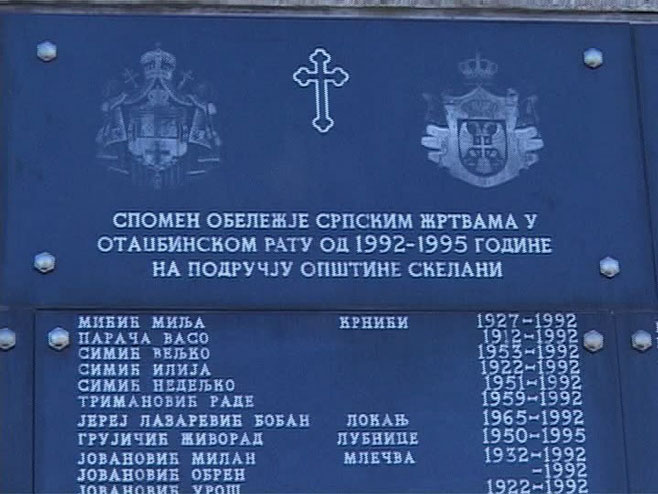 СПОМЕН ОБЕЛЕЖЈЕ СРПСКИМ ЖРТВАМА У
ОТАЏБИНСКОМ РАТУ ОД 1992-1995 ГОДИНЕ
НА ПОДРУЧЈУ ОПШТИНЕ СКЕЛАНИ
МИЋИЋ МИЉА КРНИЋИ 1927-1992
ПАРАЧА ВАСО 1912-1992
СИМИЋ ВЕЉКО 1953-1992
СИМИЋ ИЛИЈА 1922-1992
СИМИЋ НЕДЕЉКО 1951-1992
ТРИМАНОВИЋ РАДЕ 1959-1992
ЈЕРЕЈ ЛАЗАРЕВИЋ БОБАН ЛОКАЊ 1965-1992
ГРУЈИЧИЋ ЖИВОРАД ЛУБНИЦЕ 1950-1995
ЈОВАНОВИЋ МИЛАН МЛЕЧВА 1932-1992
ЈОВАНОВИЋ ОБРЕН -1992
ЈОВАНОВИЋ УРОШ 1922-1992